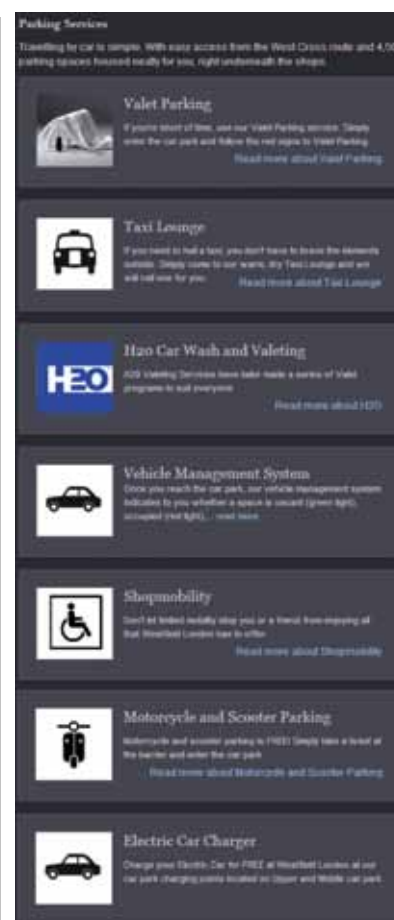 Parking Services
Travelling by car is simple. With easy access from the West Cross route and 4,50
parking spaces housed neatly for you, right underneath the shops.
Valet Parking
If you're short of time, use our Valet Parking service. Simply
enter the car park and follow the red signs to Valet Parking.
Read more about Valet Parking
Taxi Lounge
If you need to hail a taxi, you don't have to brave the elements
outside. Simply come to our warm, dry Taxi Lounge and we
will call one for you.
Read more about Taxi Lounge
H2O
H2o Car Wash and Valeting
H2O Valeting Services have tailor made a series of Valet
programs to suit everyone
Read more about H2O
Vehicle Management System
Once you reach the car park, our vehicle management system
indicates to you whether a space is vacant (green light),
occupied (red light),... read more
Shopmobility
Don't let limited mobility stop you or a friend from enjoying all
that Westfield London has to offer.
Read more about Shopmobility
Motorcycle and Scooter Parking
Motorcycle and scooter parking is FREE! Simply take a ticket at
the barrier and enter the car park
Read more about Motorcycle and Scooter Parking
Electric Car Charger
Charge your Electric Car for FREE at Westfield London at our
car park charging points located on Upper and Middle car park.